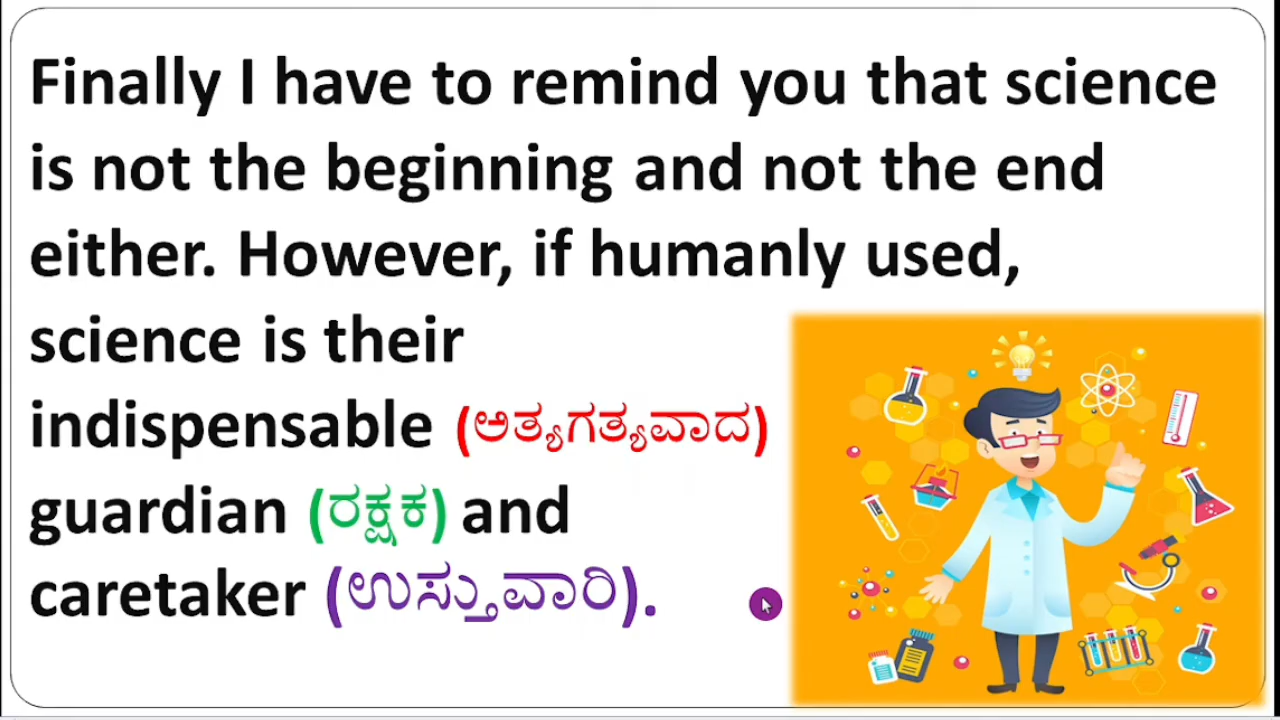 Finally I have to remind you that science
is not the beginning and not the end
either. However, if humanly used,
science is their
indispensable (ಅತ್ಯಗತ್ಯವಾದ)
guardian (ರಕ್ಷಕ) and
caretaker (ಉಸ್ತುವಾರಿ).